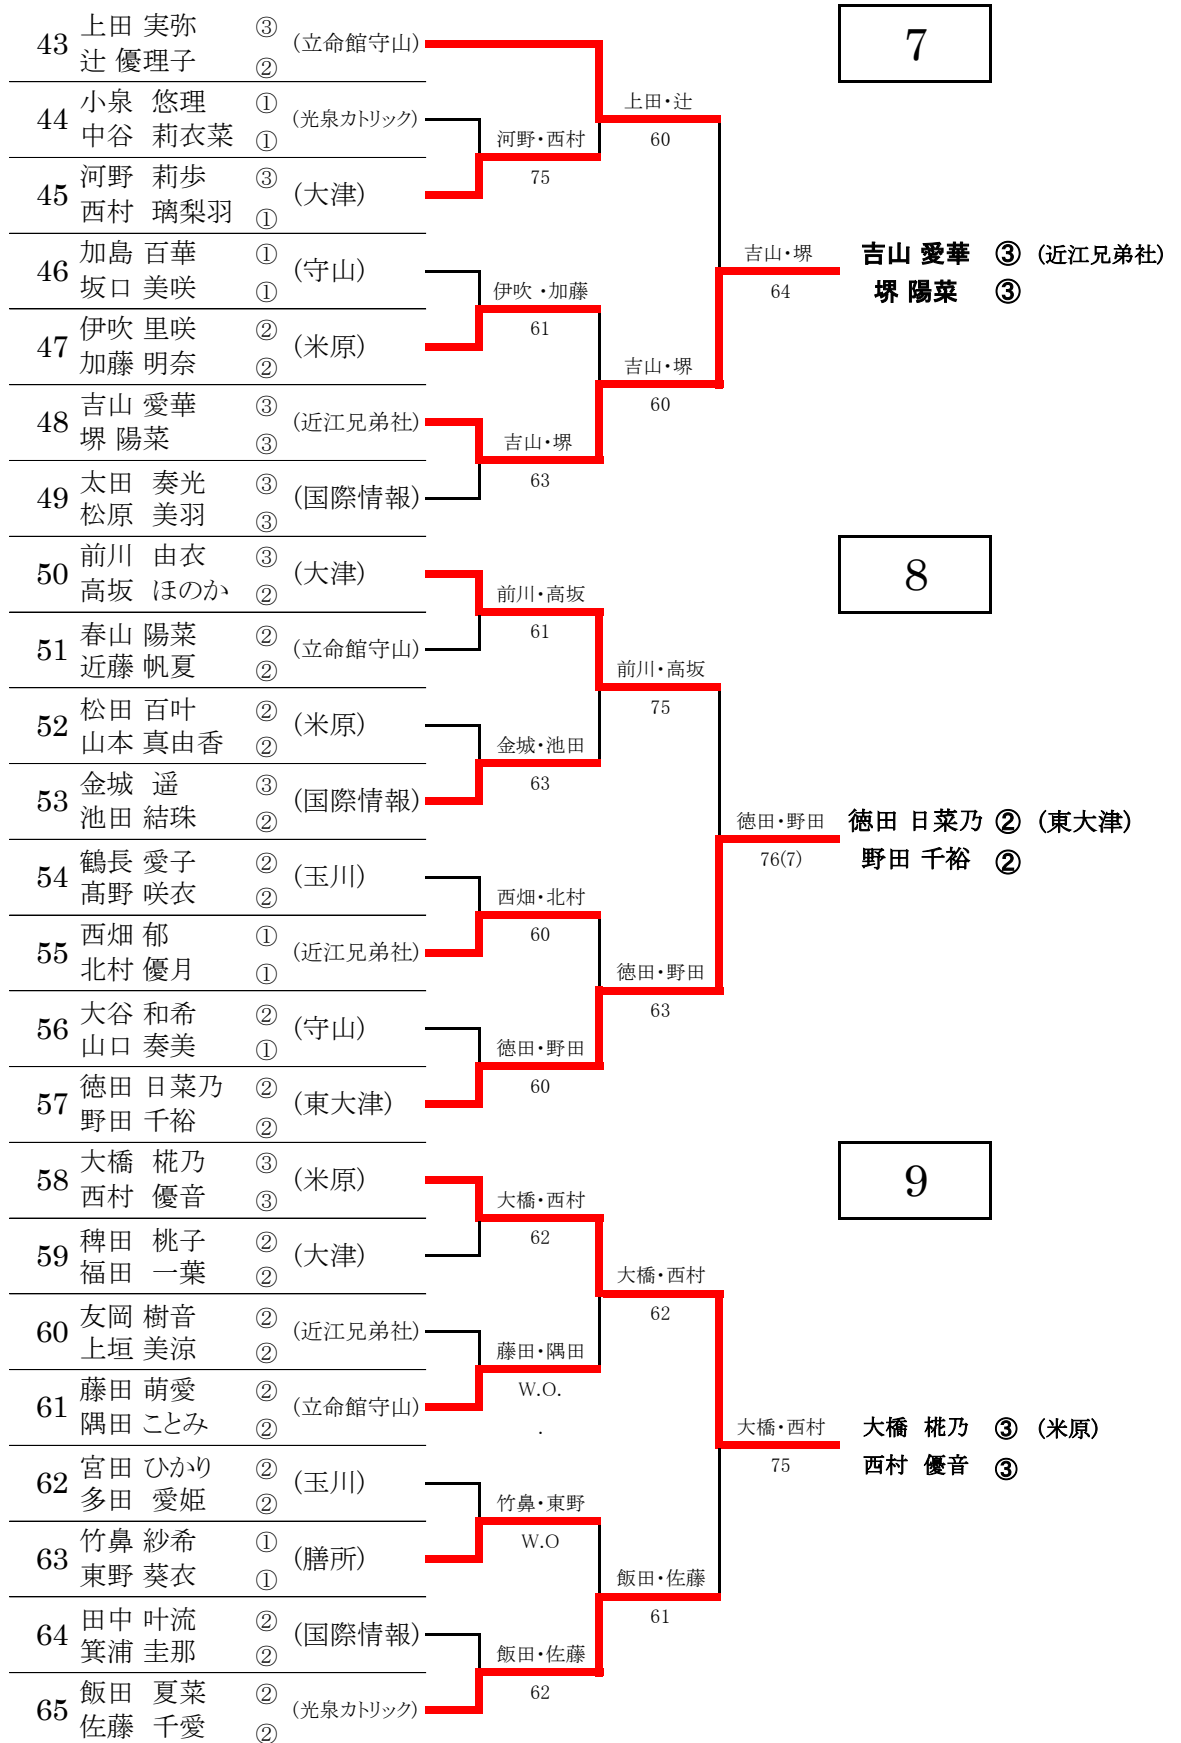 43 上田 実弥 ③ (立命館守山)
辻 優理子 ②
7
44 小泉 悠理 ① (光泉カトリック)
中谷 莉衣菜 ①
上田・辻
60
河野・西村
75
45 河野 莉歩 ③ (大津)
西村 璃梨羽 ①
46 加島 百華 ① (守山)
坂口 美咲 ①
吉山・堺
64
吉山 愛華 ③ (近江兄弟社)
堺 陽菜 ③
伊吹 ・加藤
61
47 伊吹 里咲 ② (米原)
加藤 明奈 ②
吉山・堺
60
48 吉山 愛華 ③ (近江兄弟社)
堺 陽菜 ③
吉山・堺
63
49 太田 奏光 ③ (国際情報)
松原 美羽 ③
50 前川 由衣 ③ (大津)
高坂 ほのか ②
8
前川・高坂
61
51 春山 陽菜 ② (立命館守山)
近藤 帆夏 ②
前川・高坂
75
52 松田 百叶 ② (米原)
山本 真由香 ②
金城・池田
63
53 金城 遥 ③ (国際情報)
池田 結珠 ②
徳田・野田
76(7)
徳田 日菜乃 ② (東大津)
野田 千裕 ②
54 鶴長 愛子 ② (玉川)
髙野 咲衣 ②
西畑・北村
60
55 西畑 郁 ① (近江兄弟社)
北村 優月 ①
徳田・野田
63
56 大谷 和希 ② (守山)
山口 奏美 ①
徳田・野田
60
57 徳田 日菜乃 ② (東大津)
野田 千裕 ②
58 大橋 椛乃 ③ (米原)
西村 優音 ③
9
大橋・西村
62
59 稗田 桃子 ② (大津)
福田 一葉 ②
大橋・西村
62
60 友岡 樹音 ② (近江兄弟社)
上垣 美涼 ②
藤田・隅田
W.O.
.
61 藤田 萌愛 ② (立命館守山)
隅田 ことみ ②
大橋・西村
75
大橋 椛乃 ③ (米原)
西村 優音 ③
62 宮田 ひかり ② (玉川)
多田 愛姫 ②
竹鼻・東野
W.O
63 竹鼻 紗希 ① (膳所)
東野 葵衣 ①
飯田・佐藤
61
64 田中 叶流 ② (国際情報)
箕浦 圭那 ②
飯田・佐藤
62
65 飯田 夏菜 ② (光泉カトリック)
佐藤 千愛 ②